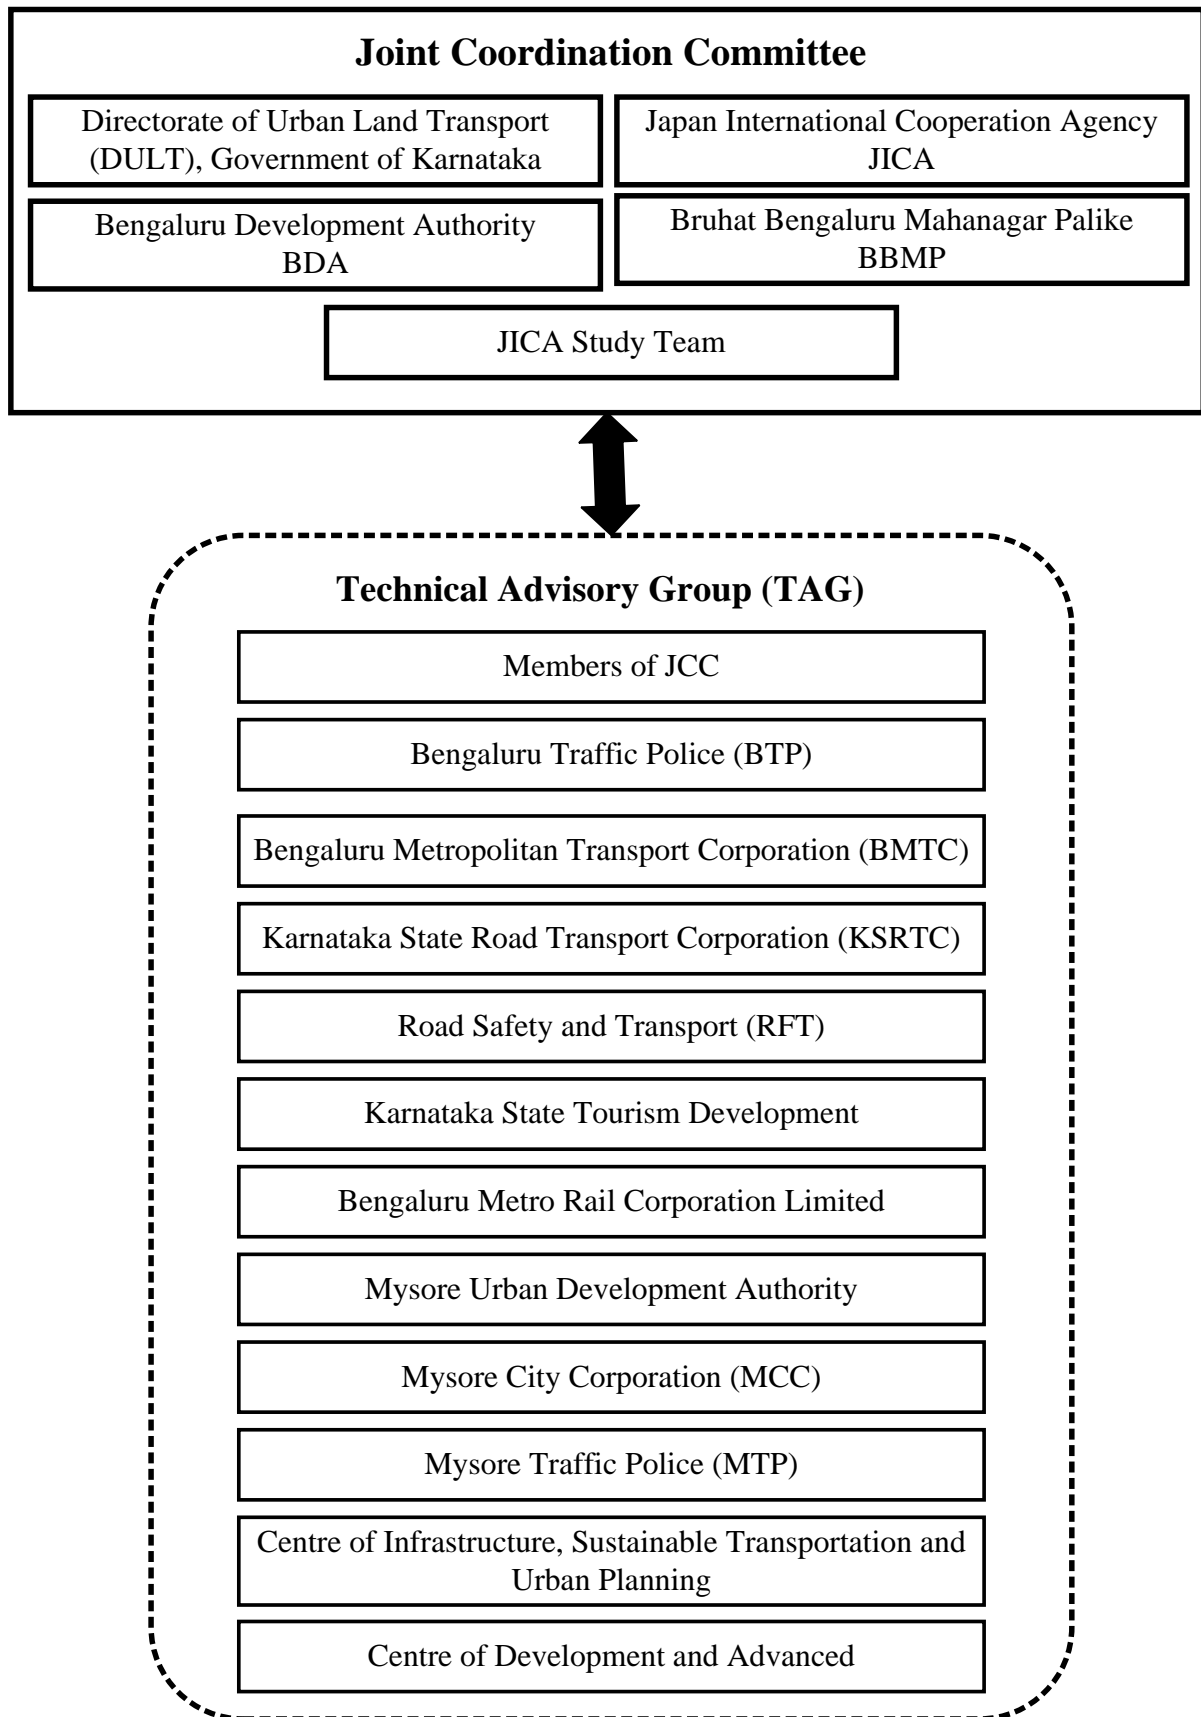 Joint Coordination Committee
Directorate of Urban Land Transport
(DULT), Government of Karnataka
Japan International Cooperation Agency
JICA
Bengaluru Development Authority
BDA
Bruhat Bengaluru Mahanagar Palike
BBMP
JICA Study Team
Technical Advisory Group (TAG)
Members of JCC
Bengaluru Traffic Police (BTP)
Bengaluru Metropolitan Transport Corporation (BMTC)
Karnataka State Road Transport Corporation (KSRTC)
Road Safety and Transport (RFT)
Karnataka State Tourism Development
Bengaluru Metro Rail Corporation Limited
Mysore Urban Development Authority
Mysore City Corporation (MCC)
Mysore Traffic Police (MTP)
Centre of Infrastructure, Sustainable Transportation and
Urban Planning
Centre of Development and Advanced